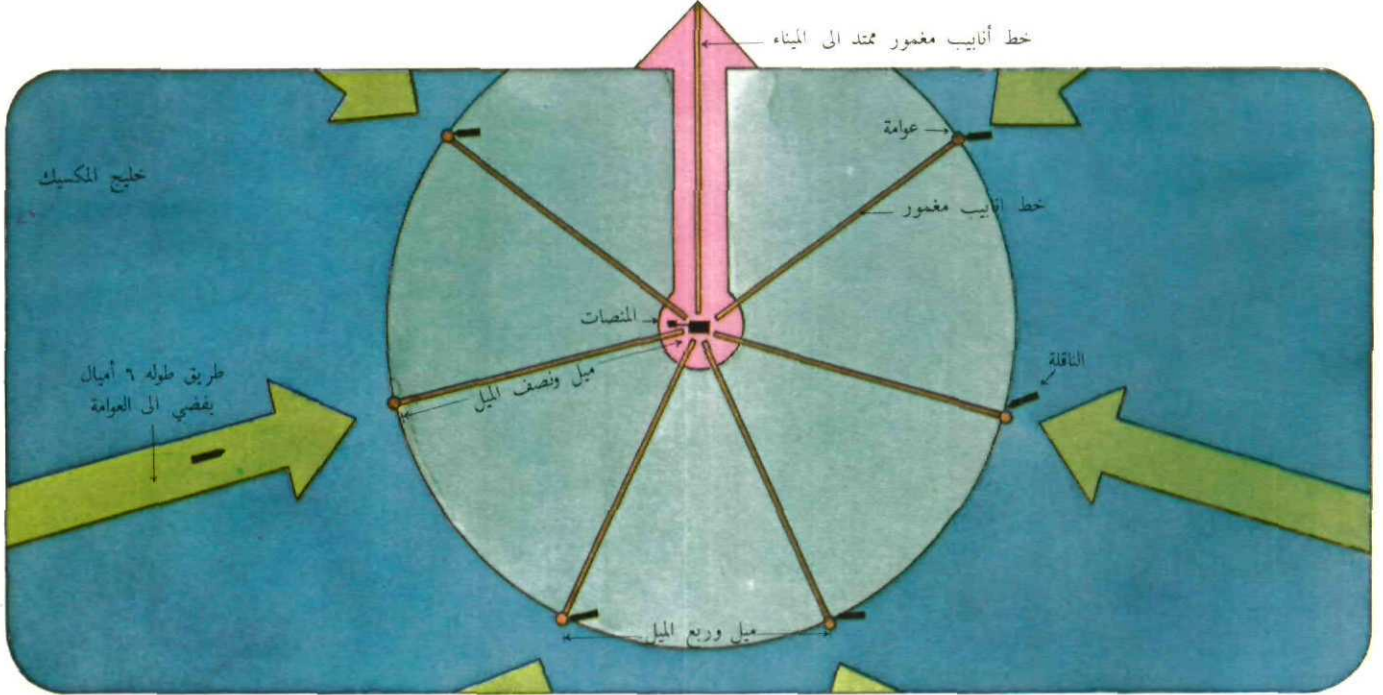 خط أنابيب مغمور ممتد الى الميناء
عوامة
خليج المكسيك
خط انابيب مغمور
المنصات
الناقلة
ميل ونصف الميل
طريق طوله ٦ أميال
يفضي الى العوامة
ميل وربع الميل